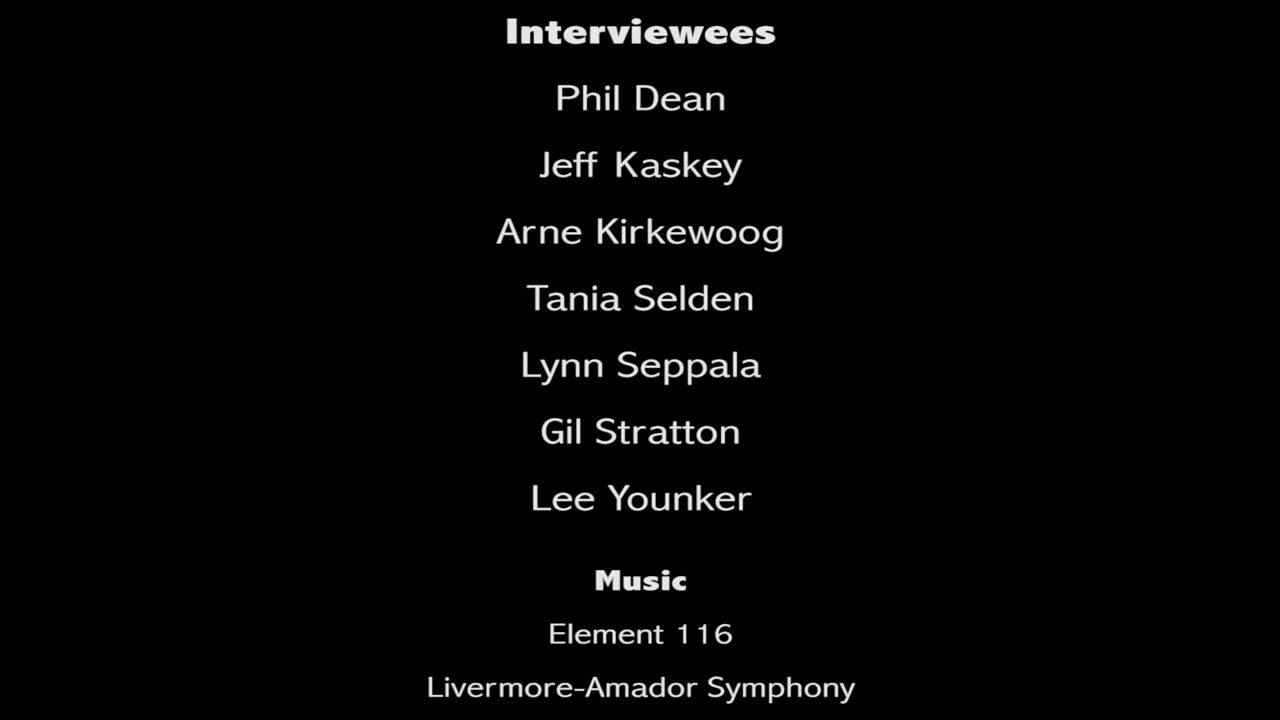 Interviewees
Phil Dean
Jeff Kaskey
Arne Kirkewoog
Tania Selden
Lynn Seppala
Gil Stratton
Lee Younker
Music
Element 116
Livermore-Amador Symphony